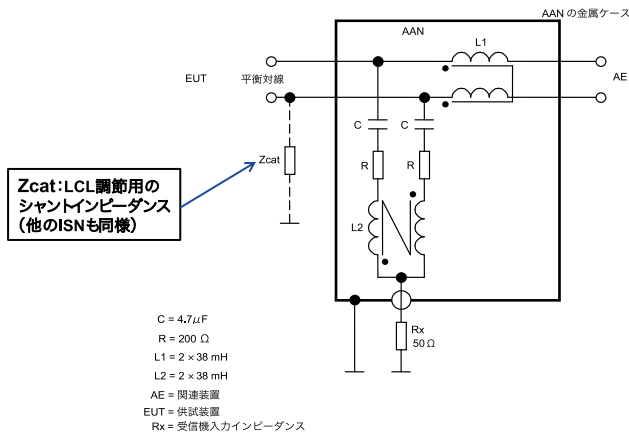 AAN の金属ケース
AAN
L1
EUT
平衡対線
AE
C
C
Zcat
R
R
Zcat:LCL調節用の
シャントインピーダンス
(他のISNも同様)
L2
Rx
50 Ω
C = 4.7μF
R = 200 Ω
L1 = 2 × 38 mH
L2 = 2 × 38 mH
AE = 関連装置
EUT = 供試装置
Rx = 受信機入力インピーダンス